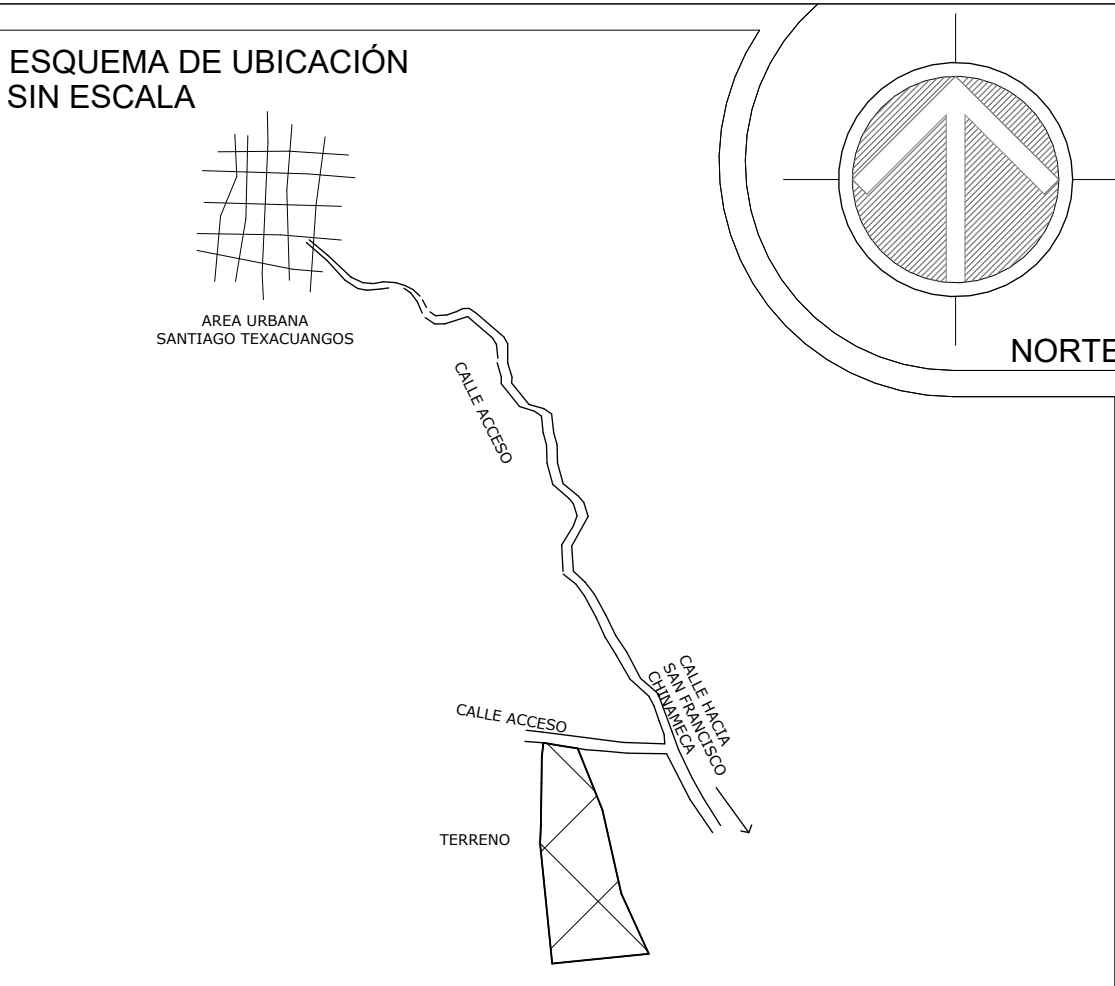 ESQUEMA DE UBICACIÓN
SIN ESCALA
NORTE
AREA URBANA
SANTIAGO TEXACUANGOS
CALLE ACCESO
CALLE HACIA
SAN FRANCISCO
CHINAMECA
CALLE ACCESO
TERRENO